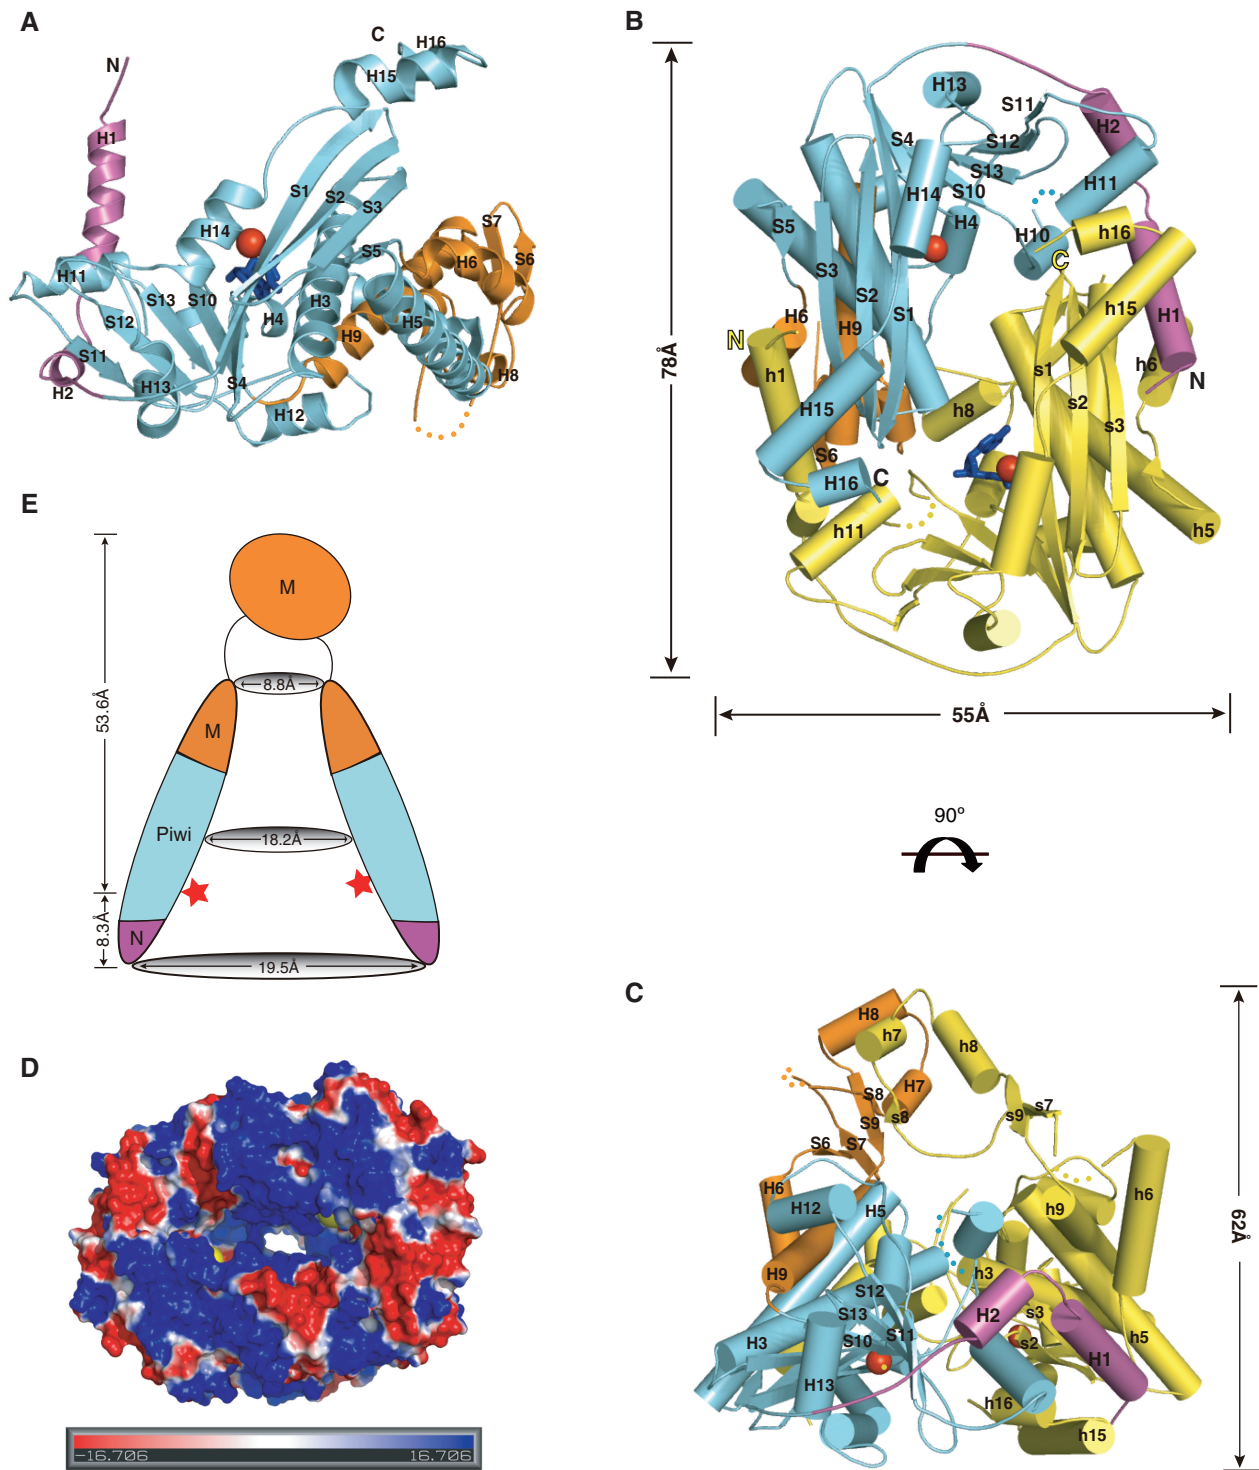 A
N
H1
C
H16
H15
S1
S2
S3
S7
H14
S5
H6
S6
H11
S13
S10
H3
S12
H4
H5
H9
S11
S4
H8
H2
H13
H12
B
78Å
H13
S11
H2
S4
S12
S13
H11
H14
S10
S5
H4
H10
h16
C
S3
S2
h15
H6
H9
S1
H1
N
s1
h6
h1
N
H15
h8
s2
s3
S6
H16
C
h11
h5
55Å
90°
E
M
8.8Å
53.6Å
M
Piwi
18.2Å
8.3Å
N
19.5Å
C
H8
h7
h8
S8
H7
s8
s9
s7
S9
S6
S7
H6
h6
H12
H5
h9
62Å
H9
h3
S12
S13
H2
s3
S11
s2
H3
S10
h5
H1
H13
h16
h15
D
-16.706
16.706